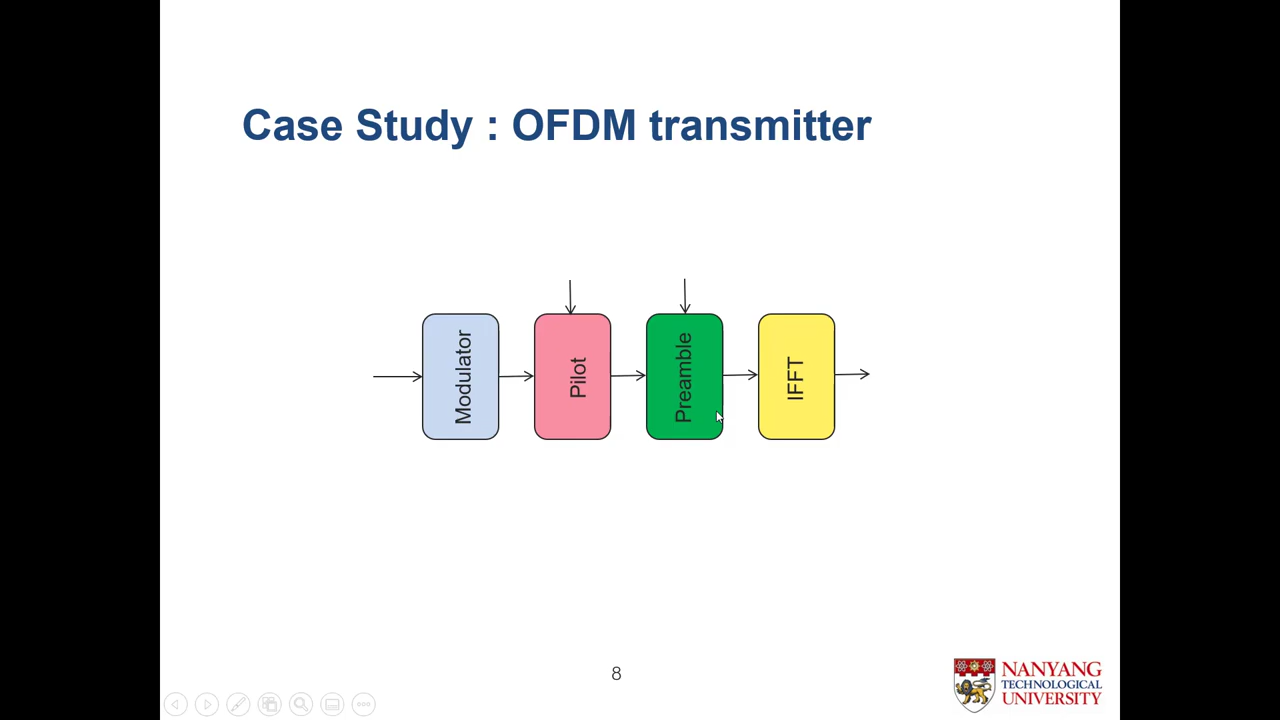 Case Study : OFDM transmitter
Modulator
Pilot
Preamble
IFFT
8
NANYANG
TECHNOLOGICAL
UNIVERSITY